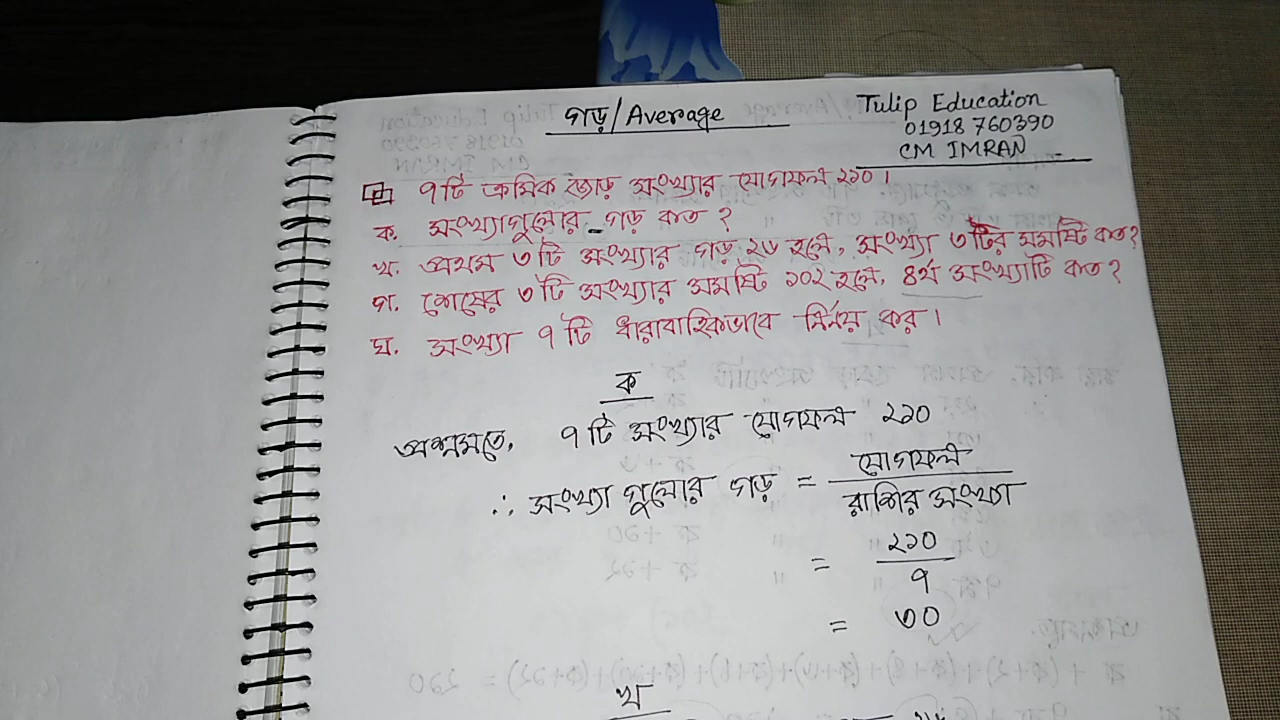 গড়/Average
Tulip Education
01918 760390
CM IMRAN
৭টি ক্রমিক জোড় সংখ্যার যোগফল ২১০।
ক. সংখ্যাগুলোর গড় কত?
খ. প্রথম ৩টি সংখ্যার গড় ২৬ হলে, সংখ্যা ৩টির সমষ্টি কত?
গ. শেষের ৩টি সংখ্যার সমষ্টি ১০২ হলে, ৪র্থ সংখ্যাটি কত?
ঘ. সংখ্যা ৭টি ধারাবাহিকভাবে নির্নয় কর।
ক
প্রশ্নমতে, ৭টি সংখ্যার যোগফল ২১০
∴ সংখ্যা গুলোর গড় = যোগফল / রাশির সংখ্যা
= ২১০ / ৭
= ৩০
খ